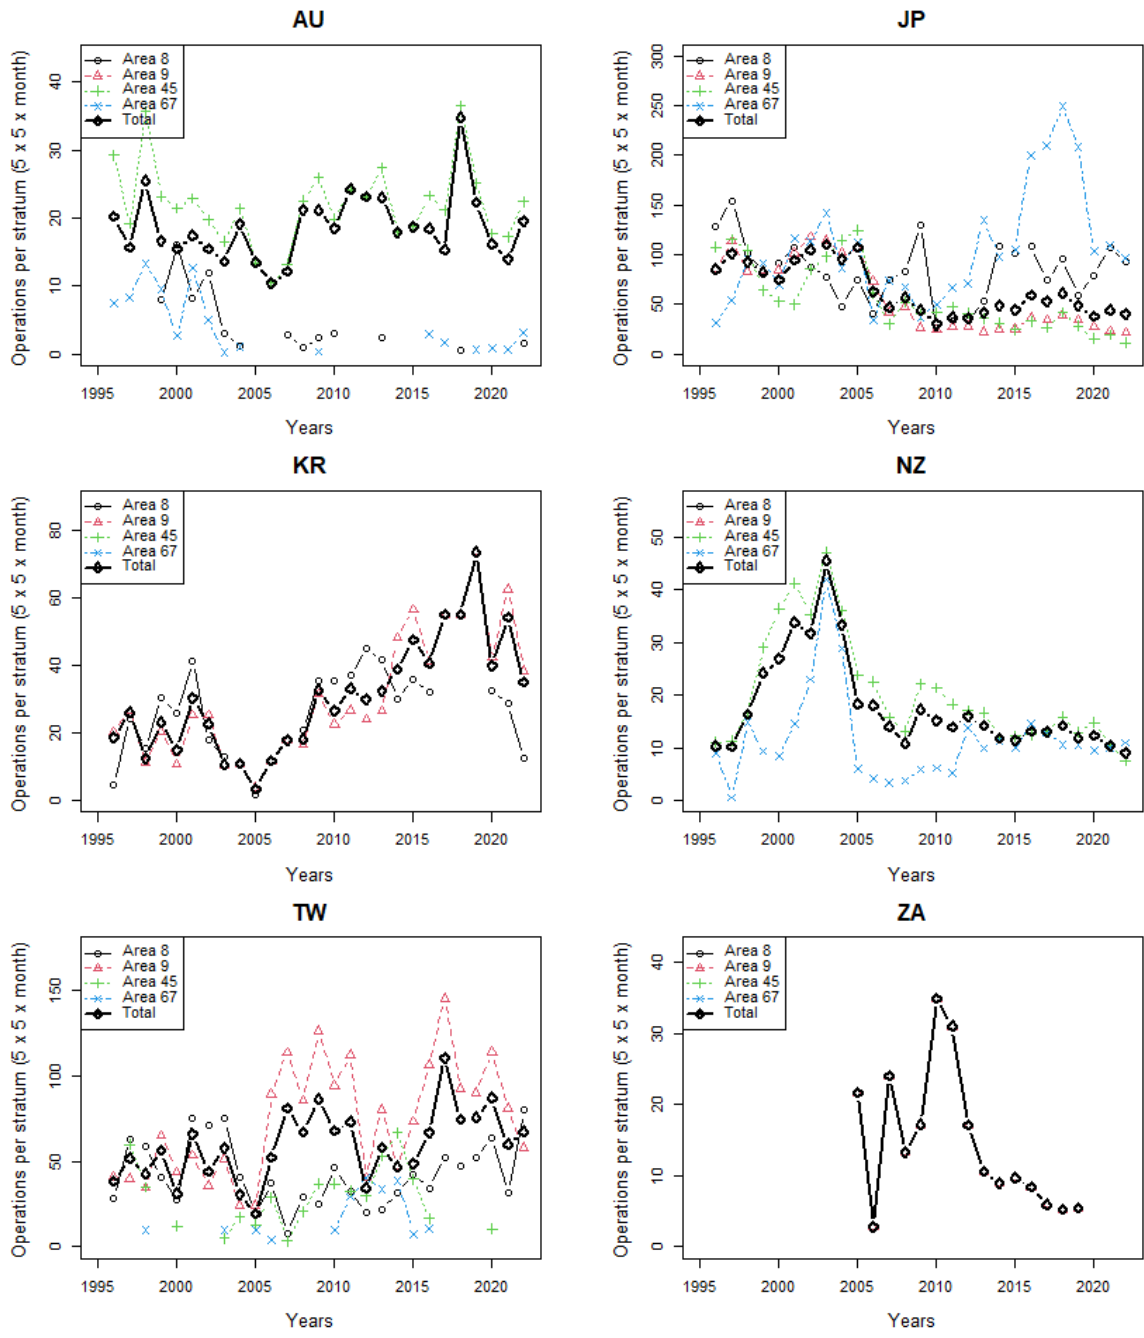 AU
Operations per stratum (5 x 5 x month)
40
30
20
10
0
Area 8
Area 9
Area 45
Area 67
Total
1995 2000 2005 2010 2015 2020
Years
JP
Operations per stratum (5 x 5 x month)
300
250
200
150
100
50
0
Area 8
Area 9
Area 45
Area 67
Total
1995 2000 2005 2010 2015 2020
Years
KR
Operations per stratum (5 x 5 x month)
80
60
40
20
0
Area 8
Area 9
Area 45
Area 67
Total
1995 2000 2005 2010 2015 2020
Years
NZ
Operations per stratum (5 x 5 x month)
50
40
30
20
10
0
Area 8
Area 9
Area 45
Area 67
Total
1995 2000 2005 2010 2015 2020
Years
TW
Operations per stratum (5 x 5 x month)
150
100
50
0
Area 8
Area 9
Area 45
Area 67
Total
1995 2000 2005 2010 2015 2020
Years
ZA
Operations per stratum (5 x 5 x month)
40
30
20
10
0
Area 8
Area 9
Area 45
Area 67
Total
1995 2000 2005 2010 2015 2020
Years